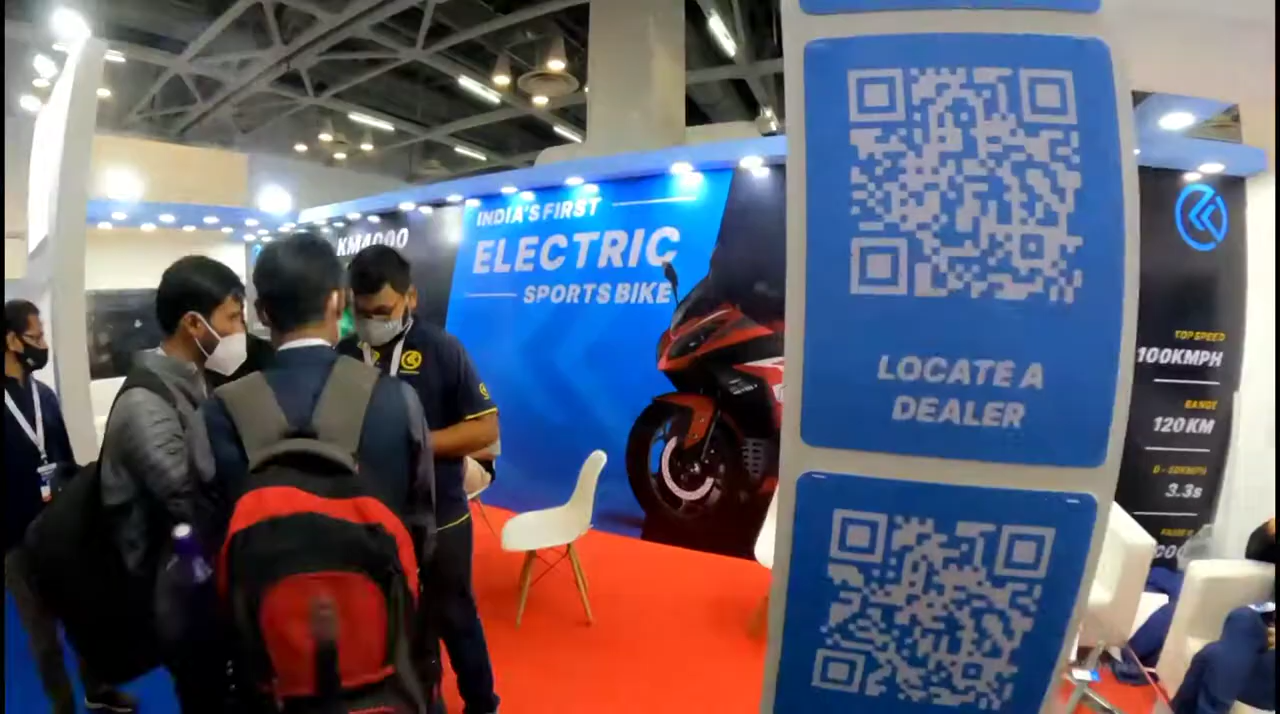 KM4000
INDIA'S FIRST
ELECTRIC
SPORTS BIKE
LOCATE A
DEALER
TOP SPEED
100KMPH
RANGE
120 KM
3.3s